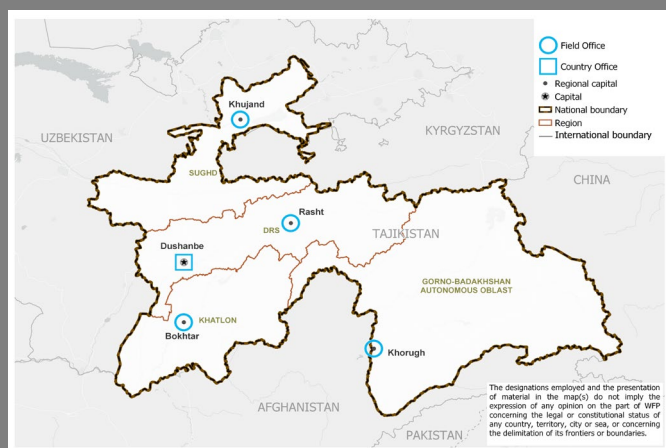 Field Office
Country Office
Regional capital
Capital
National boundary
Region
International boundary
Khujand
UZBEKISTAN
KYRGYZSTAN
SUGHD
CHINA
Rasht
DRS
TAJIKISTAN
Dushanbe
GORNO-BADAKHSHAN
AUTONOMOUS OBLAST
KHATLON
Bokhtar
Khorugh
AFGHANISTAN
PAKISTAN
The designations employed and the presentation
of material in the map(s) do not imply the
expression of any opinion on the part of WFP
concerning the legal or constitutional status of
any country, territory, city or sea, or concerning
the delimitation of its frontiers or boundaries.